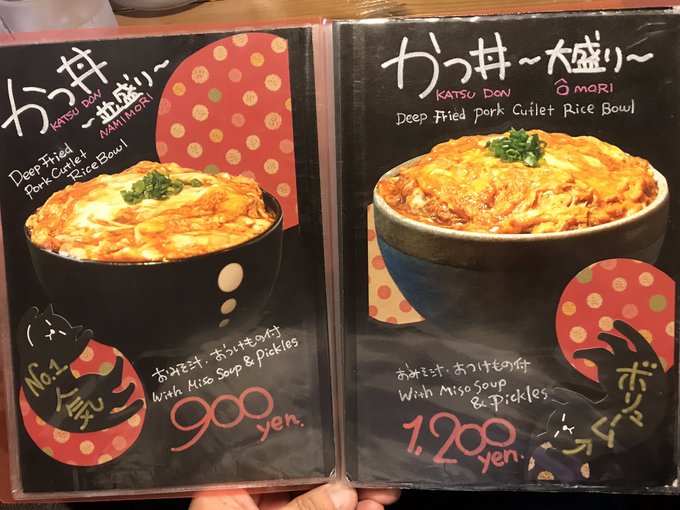 かつ丼
KATSU DON
～並盛り～
NAMIMORI
Deep Fried
Pork Cutlet
Rice Bowl
No.1
人気
おみそ汁・おつけもの付
With Miso Soup & Pickles
900
yen.
かつ丼～大盛り～
KATSU DON Ô MORI
Deep Fried Pork Cutlet Rice Bowl
おみそ汁・おつけもの付
With Miso Soup
& Pickles
1,200
yen.
ボリューミー